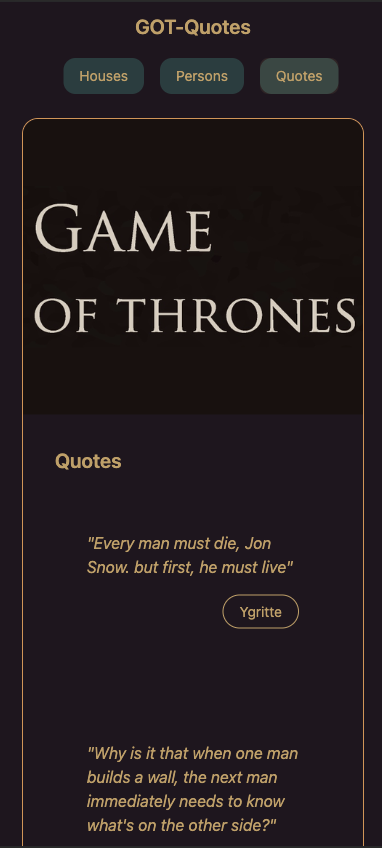 GOT-Quotes
Houses Persons Quotes
GAME
OF THRONES
Quotes
"Every man must die, Jon
Snow. but first, he must live"
Ygritte
"Why is it that when one man
builds a wall, the next man
immediately needs to know
what's on the other side?"